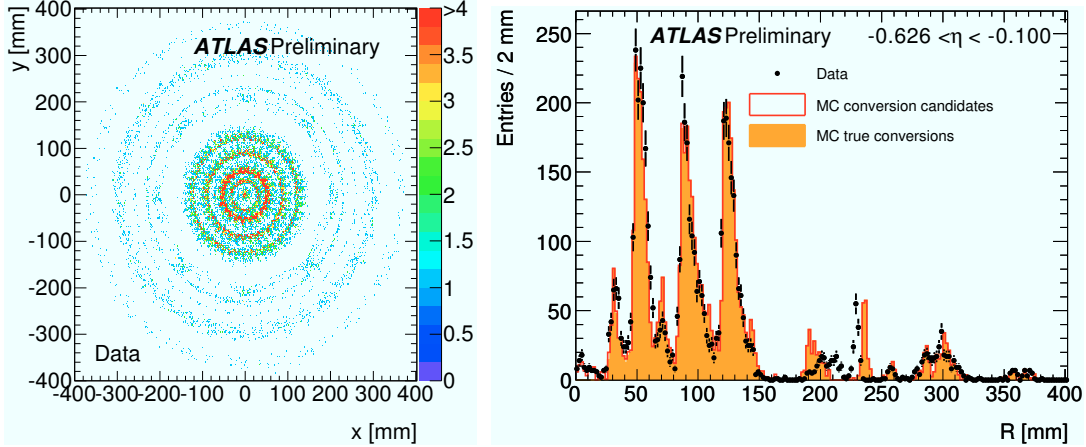 y [mm]
400
300
200
100
0
-100
-200
-300
-400
ATLAS Preliminary
Data
-400-300-200-100 0 100 200 300 400
x [mm]
>4
4
3.5
3
2.5
2
1.5
1
0.5
0
Entries / 2 mm
250
200
150
100
50
0
ATLAS Preliminary
-0.626 <η < -0.100
Data
MC conversion candidates
MC true conversions
0 50 100 150 200 250 300 350 400
R [mm]